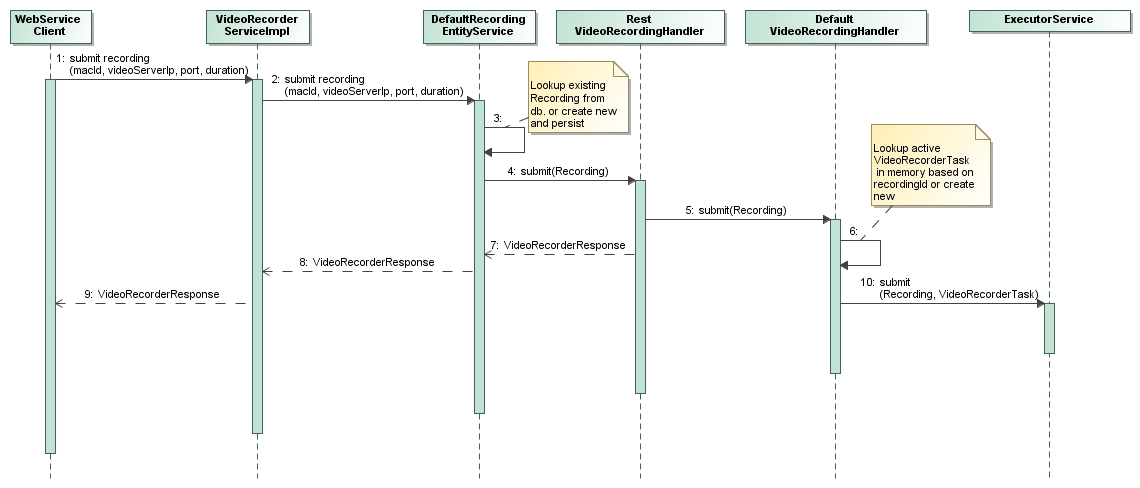 WebService
Client
VideoRecorder
ServiceImpl
DefaultRecording
EntityService
Rest
VideoRecordingHandler
Default
VideoRecordingHandler
ExecutorService
1: submit recording
(macId, videoServerIp, port, duration)
2: submit recording
(macId, videoServerIp, port, duration)
Lookup existing
Recording from
db. or create new
and persist
3:
4: submit(Recording)
Lookup active
VideoRecorderTask
in memory based on
recordingId or create
new
5: submit(Recording)
6:
7: VideoRecorderResponse
8: VideoRecorderResponse
9: VideoRecorderResponse
10: submit
(Recording, VideoRecorderTask)